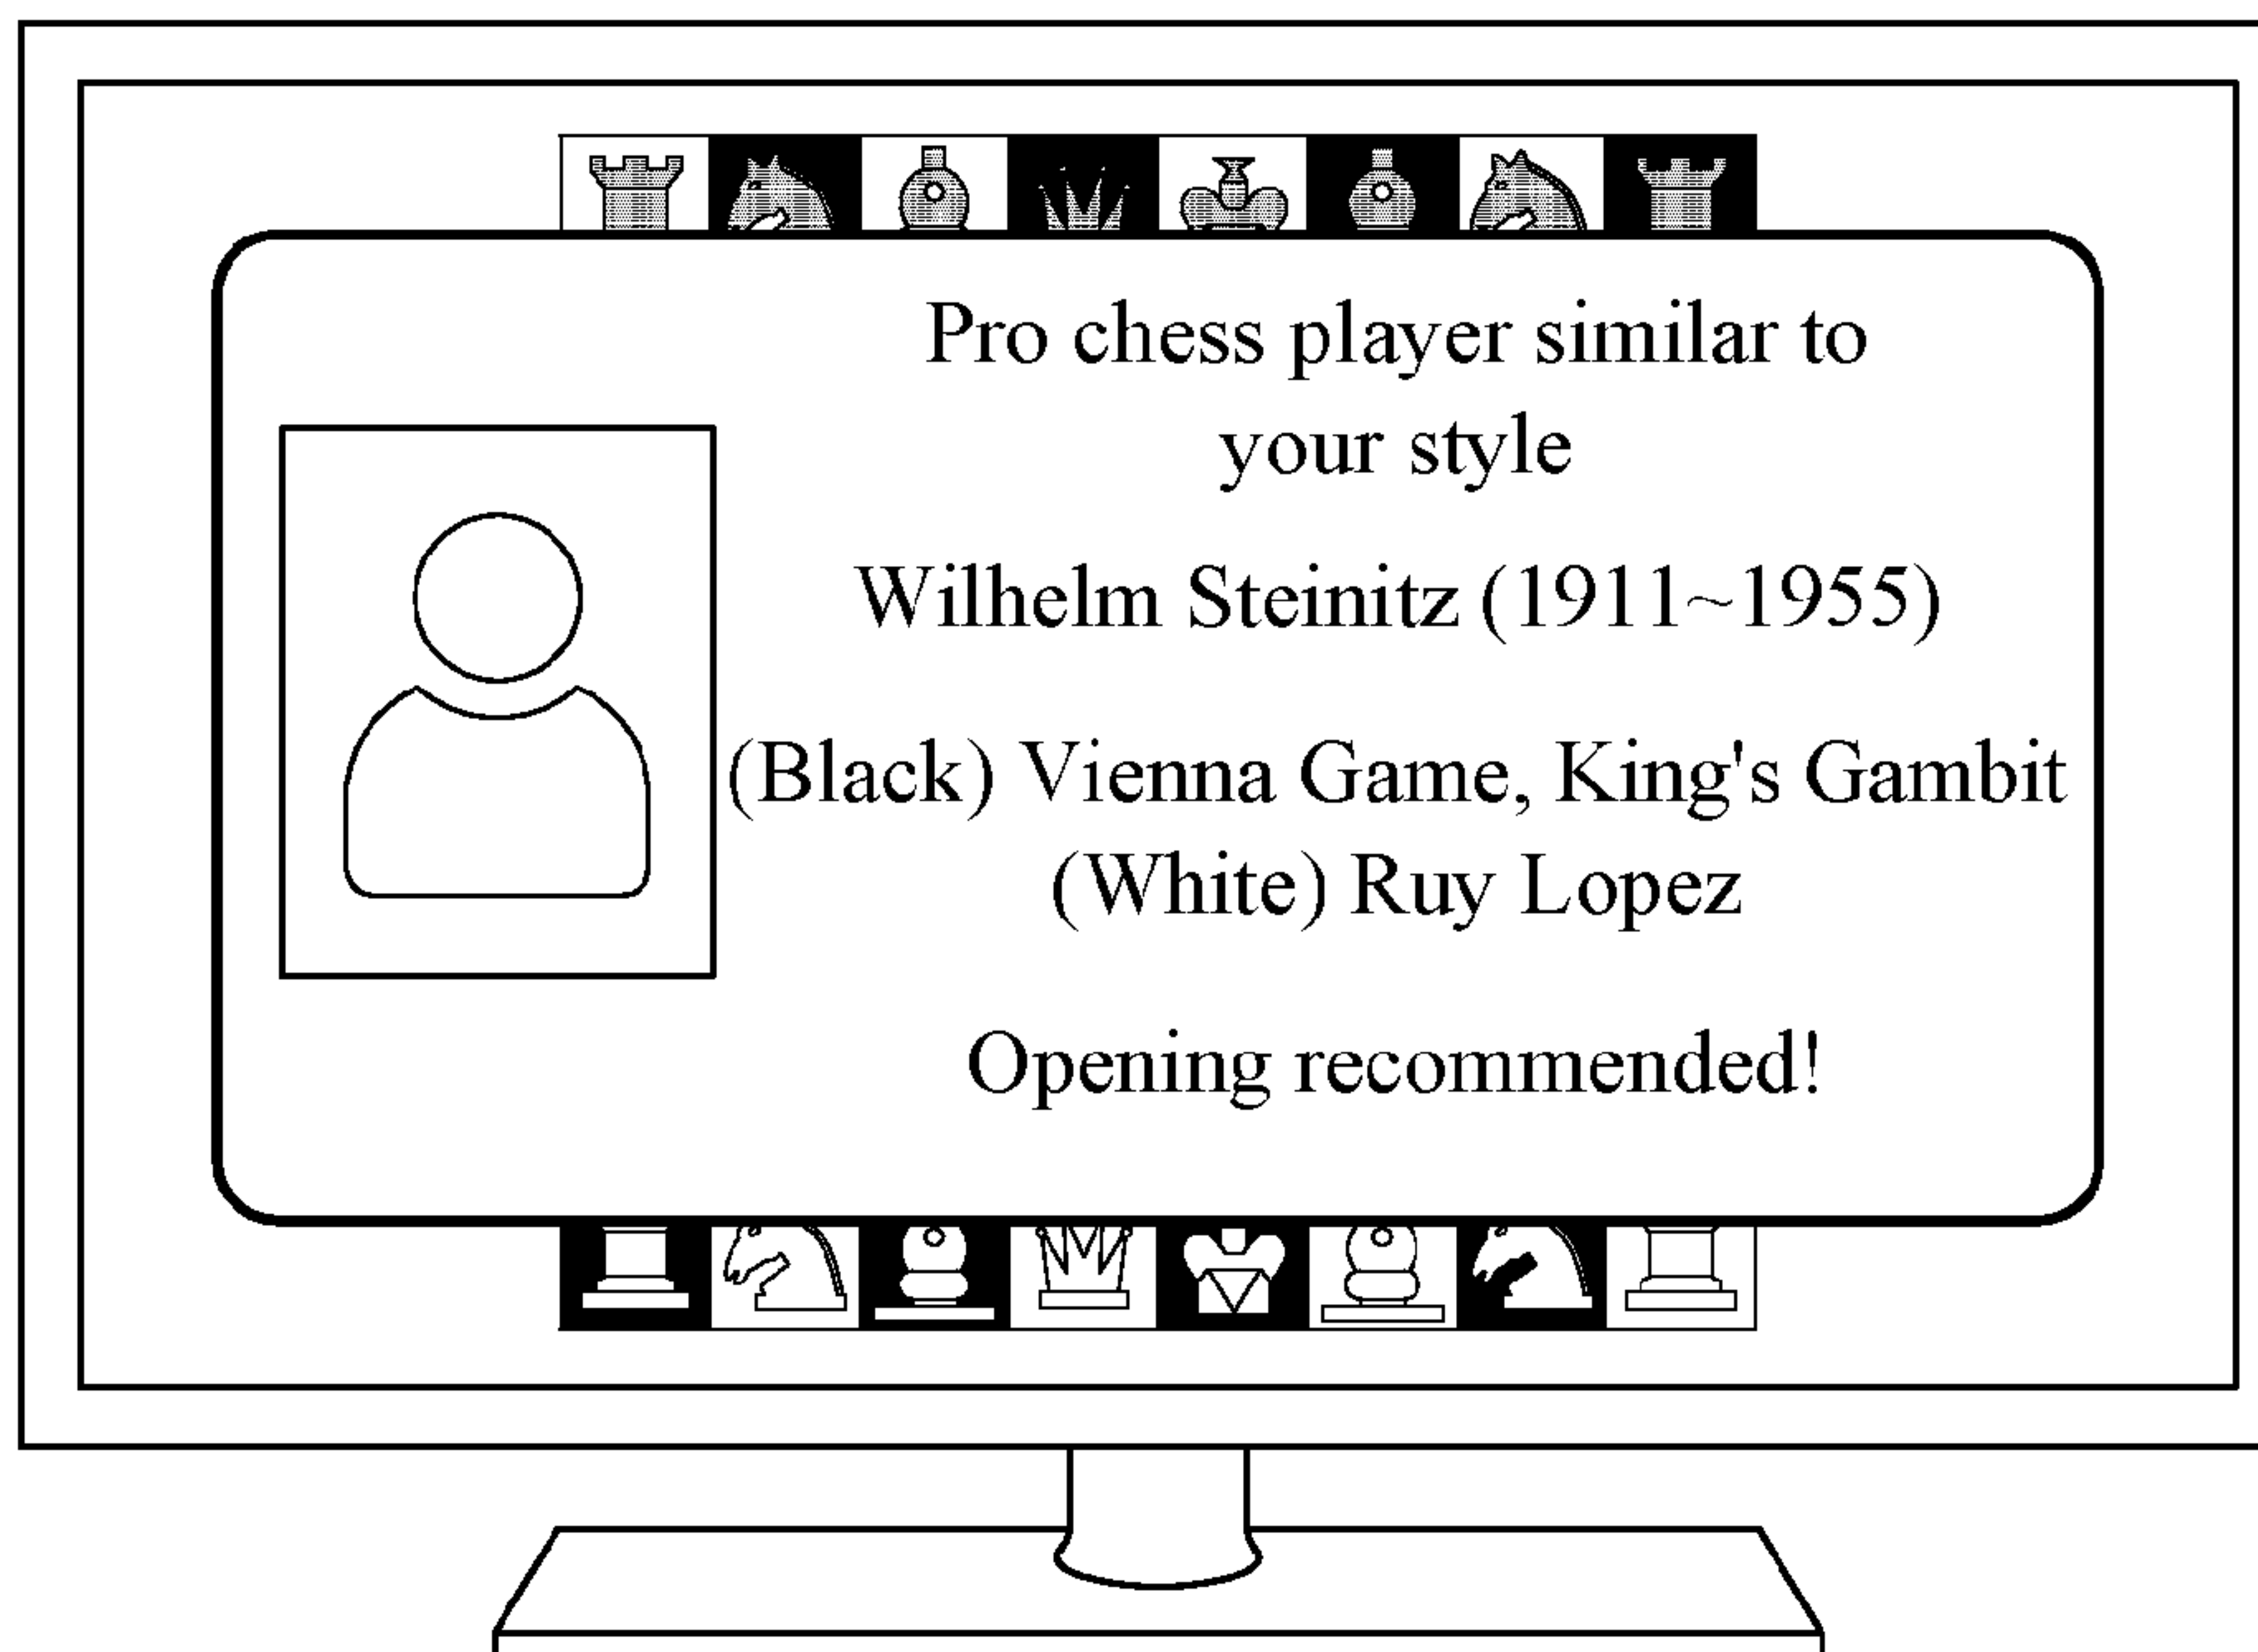 Pro chess player similar to
your style
Wilhelm Steinitz (1911~1955)
(Black) Vienna Game, King's Gambit
(White) Ruy Lopez
Opening recommended!